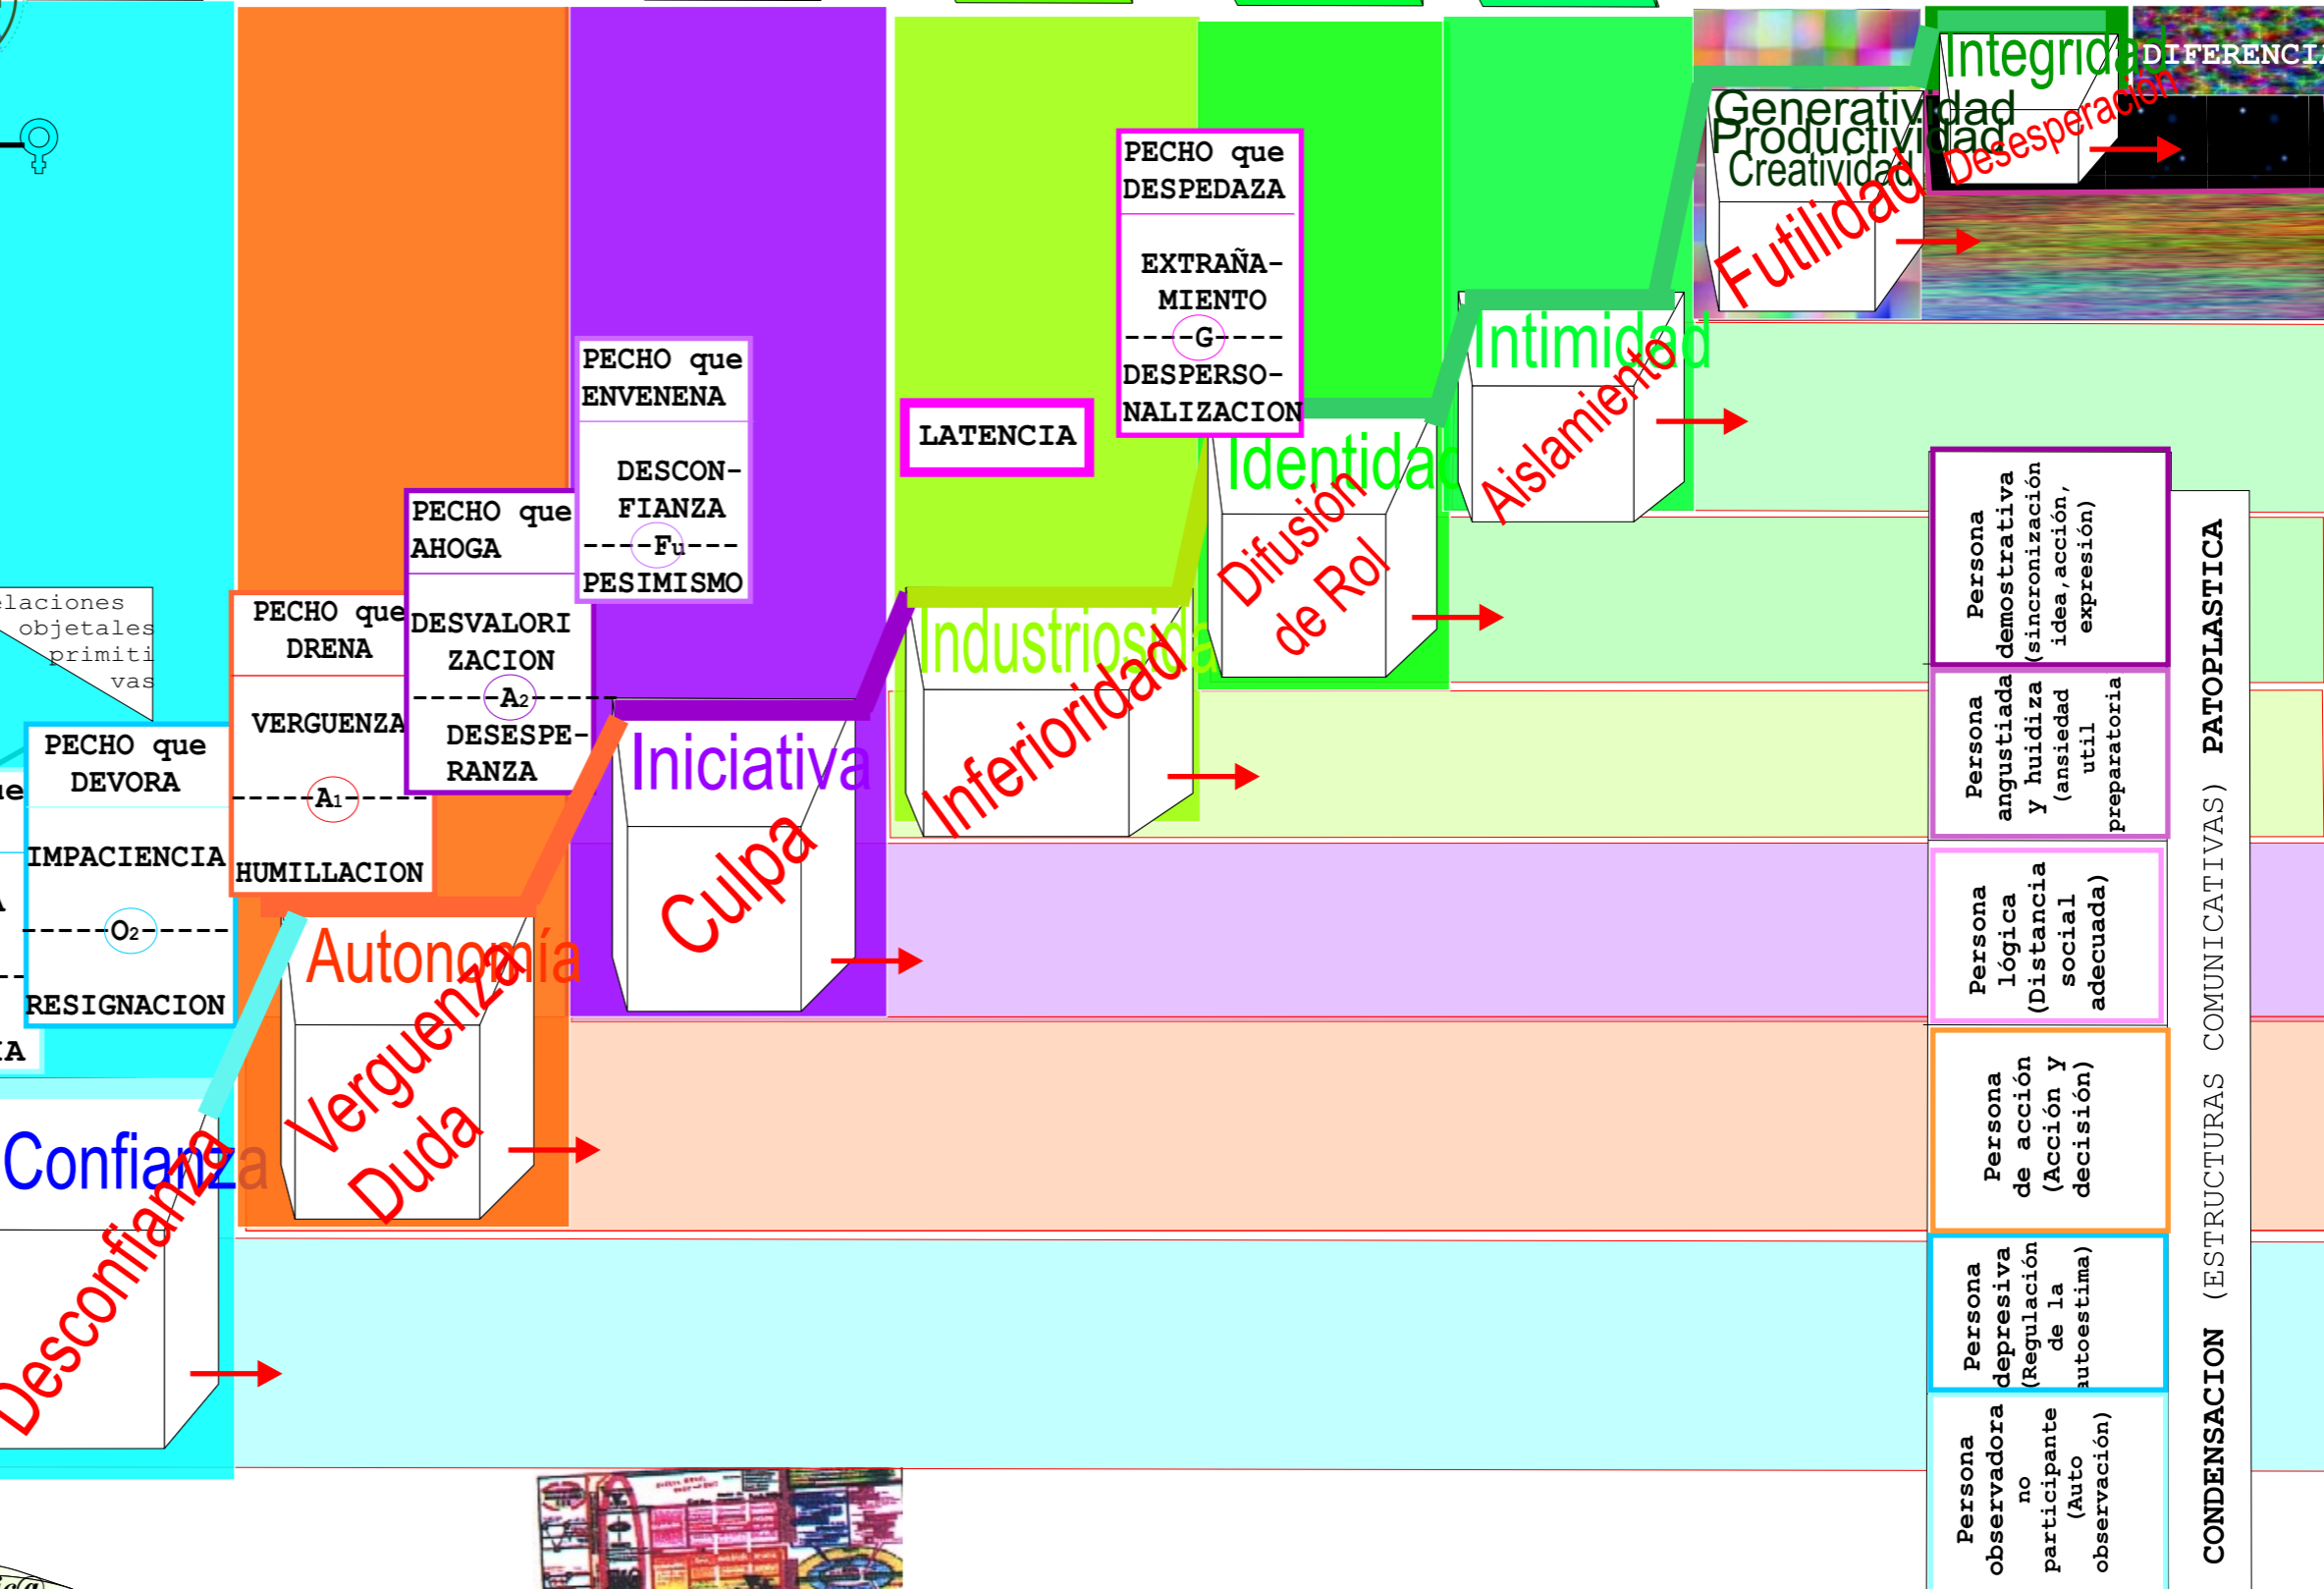 Integridad
DIFERENCIA
Desesperación
Generatividad
Productividad
Creatividad
Futilidad
PECHO que
DESPEDAZA
EXTRAÑA-
MIENTO
----G----
DESPERSO-
NALIZACION
Intimidad
Aislamiento
PECHO que
ENVENENA
DESCON-
FIANZA
----Fu---
PESIMISMO
LATENCIA
Identidad
Difusión
de Rol
PECHO que
AHOGA
DESVALORI
ZACION
-----A2-----
DESESPE-
RANZA
Industriosida
Inferioridad
objetales
primiti
vas
PECHO que
DRENA
VERGUENZA
-----A1-----
HUMILLACION
PECHO que
DEVORA
IMPACIENCIA
-----O2-----
RESIGNACION
Iniciativa
Culpa
Autonomía
Verguenza
Duda
Confianza
Desconfianza
Persona
demostrativa
(sincronización
idea,acción,
expresión)
Persona
angustiada
y huidiza
(ansiedad
util
preparatoria
Persona
lógica
(Distancia
social
adecuada)
Persona
de acción
(Acción y
decisión)
Persona
depresiva
(Regulación
de la
autoestima)
Persona
observadora
no
participante
(Auto
observación)
CONDENSACION (ESTRUCTURAS COMUNICATIVAS) PATOPLASTICA